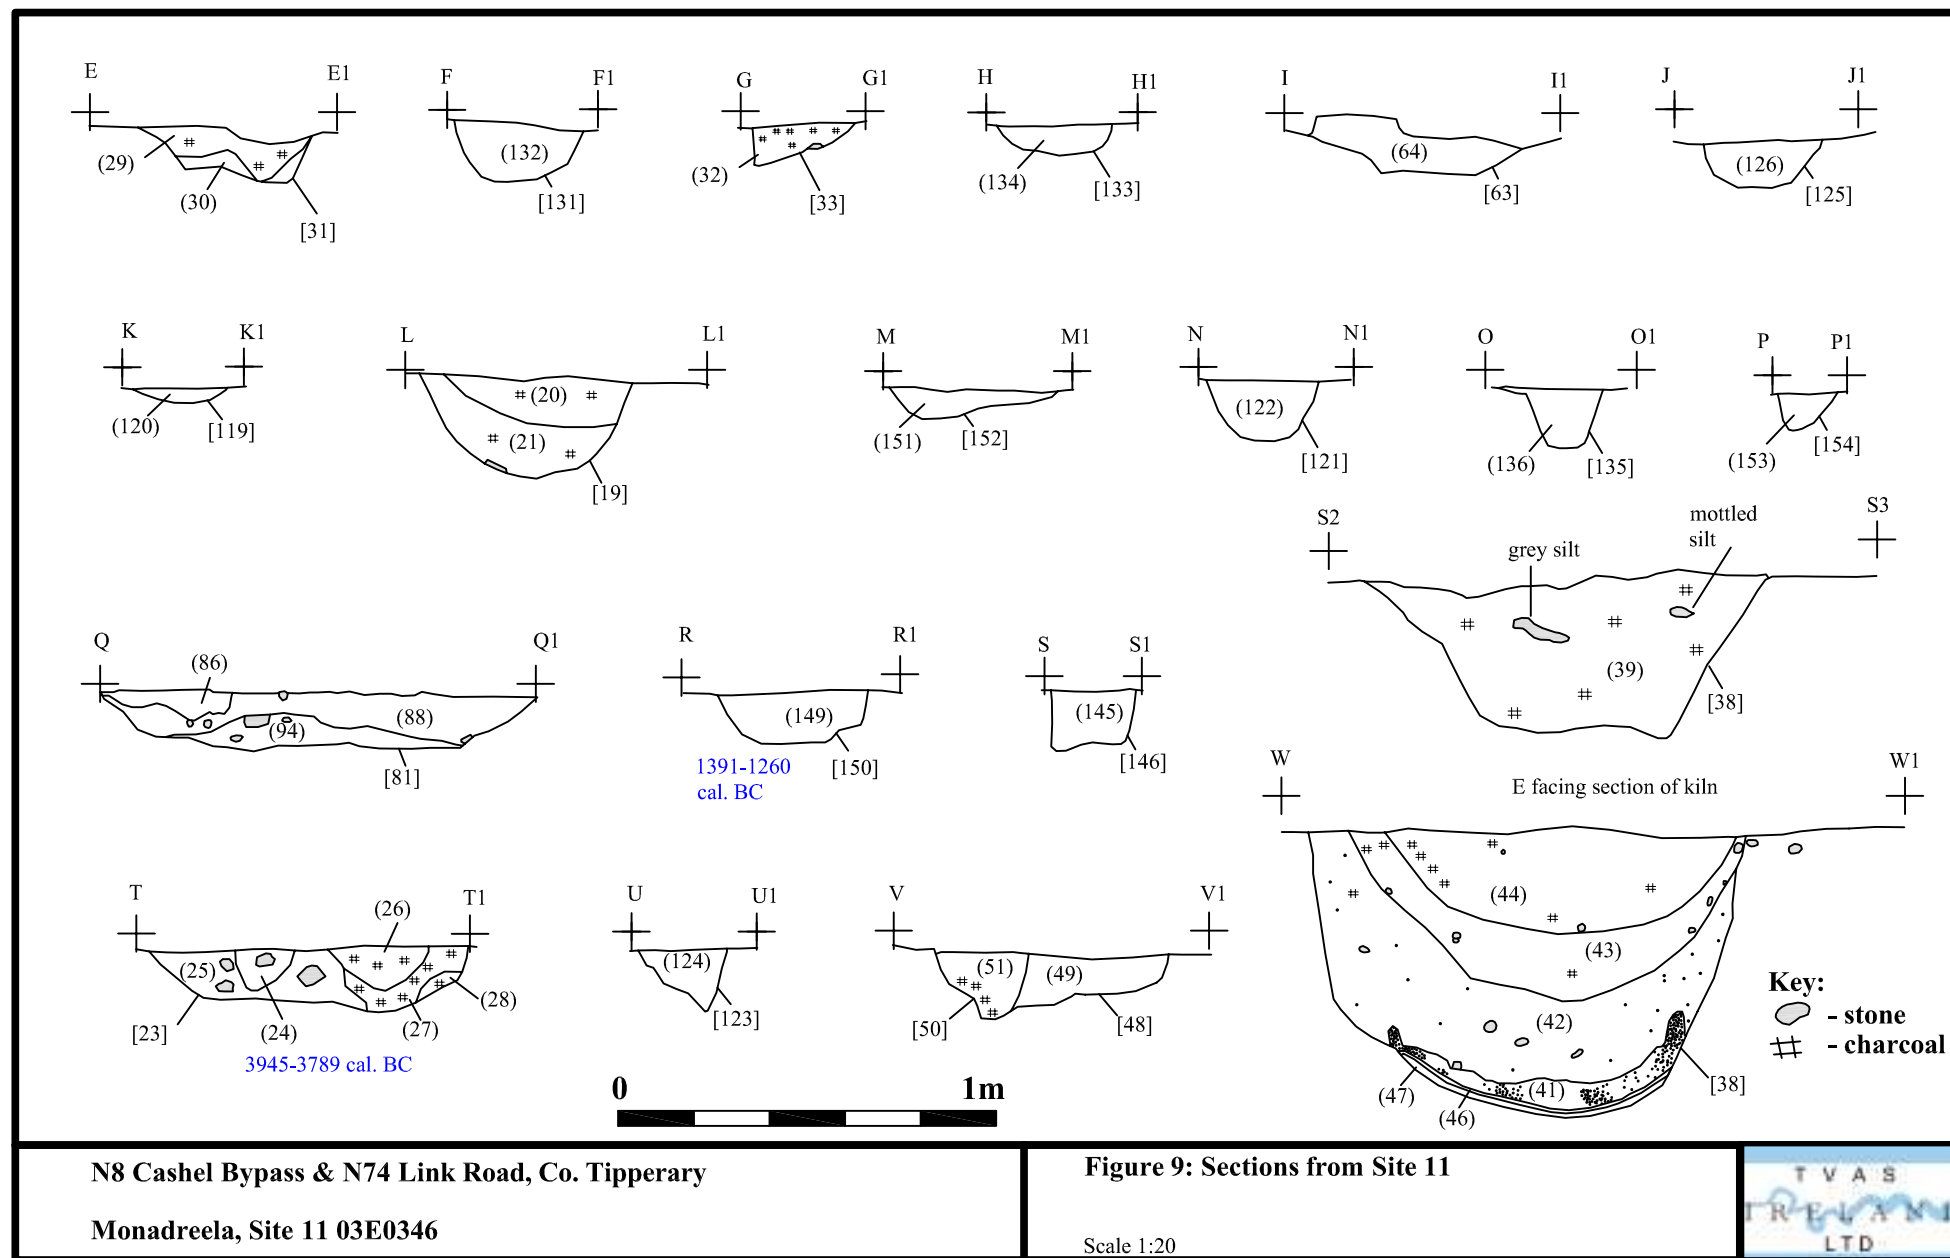 E E1 F F1 G G1 H H1 I I1 J J1
(29) (30) [31] (132) [131] (32) [33] (134) [133] (64) [63] (126) [125]
K K1 L L1 M M1 N N1 O O1 P P1
(120) [119] (20) (21) [19] (151) [152] (122) [121] (136) [135] (153) [154]
S2 S3
grey silt
mottled
silt
(39) [38]
Q Q1 R R1 S S1
(86) (88) (94) [81] (149) [150] (145) [146]
1391-1260
cal. BC
W W1
E facing section of kiln
(44) (43) (42) (41) (47) (46) [38]
T T1 U U1 V V1
(26) (25) (24) [23] (27) (28) (124) [123] (51) (49) [50] [48]
3945-3789 cal. BC
Key:
- stone
- charcoal
0 1m
N8 Cashel Bypass & N74 Link Road, Co. Tipperary
Monadreela, Site 11 03E0346
Figure 9: Sections from Site 11
Scale 1:20
TVAS
IRELAND
LTD